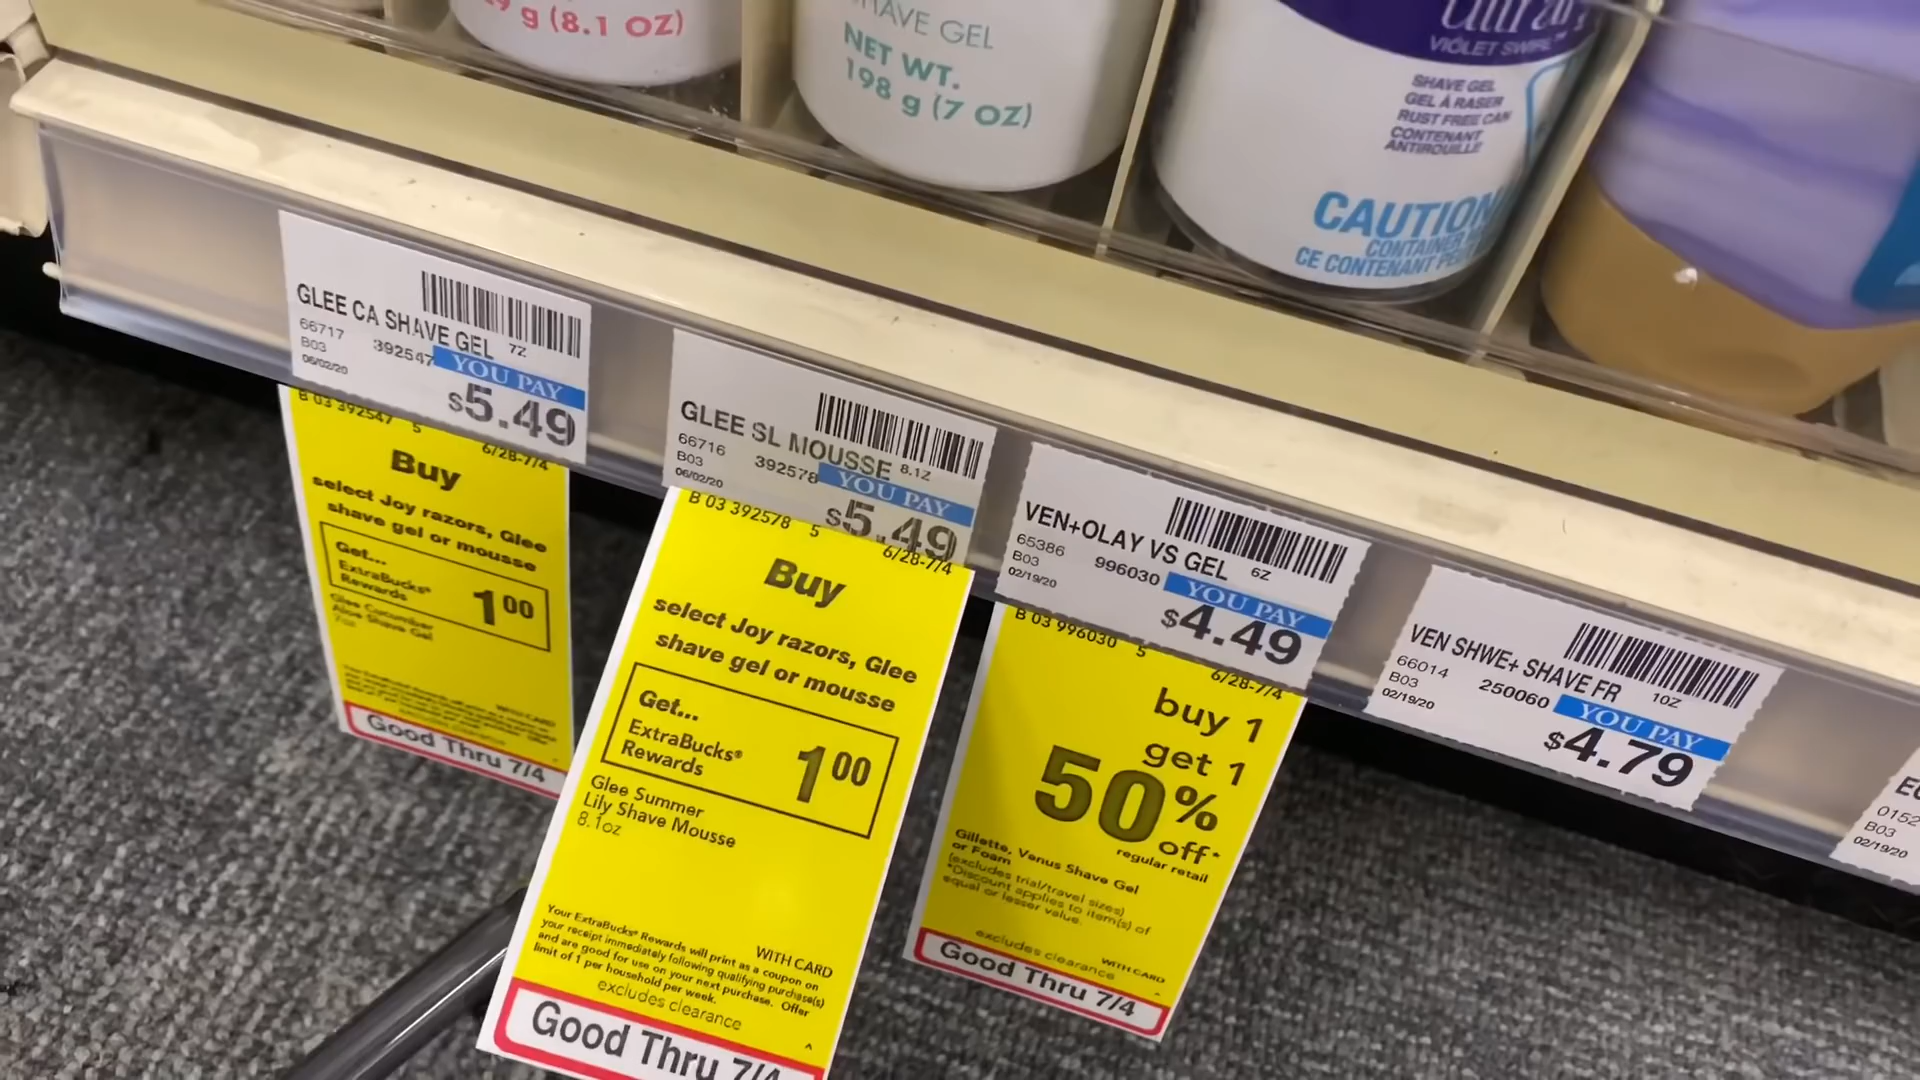 g (8.1 OZ)
SHAVE GEL
NET WT.
198 g (7 OZ)
VIOLET SWIRL™
SHAVE GEL
GEL À RASER
RUST FREE CAN
CONTENANT
ANTIROUILLE
CAUTION
CONTAINER
CE CONTENANT
GLEE CA SHAVE GEL 7Z
66717
B03 392547
06/02/20
YOU PAY
$5.49
B 03 392547 5
6/28-7/4
Buy
select Joy razors, Glee
shave gel or mousse
Get...
ExtraBucks®
Rewards
1 00
Glee Cucumber
Aloe Shave Gel
7oz
WITH CARD
Good Thru 7/4
GLEE SL MOUSSE 8.1Z
66716
B03 392578
06/02/20
YOU PAY
$5.49
B 03 392578 5
6/28-7/4
Buy
select Joy razors, Glee
shave gel or mousse
Get...
ExtraBucks®
Rewards
1 00
Glee Summer
Lily Shave Mousse
8.1oz
WITH CARD
Your ExtraBucks® Rewards will print as a coupon on
your receipt immediately following qualifying purchase(s)
and are good for use on your next purchase. Offer
limit of 1 per household per week.
excludes clearance
^
Good Thru 7/4
VEN+OLAY VS GEL 6Z
65386
B03 996030
02/19/20
YOU PAY
$4.49
B 03 996030 5
6/28-7/4
buy 1
get 1
50%
off*
regular retail
Gillette, Venus Shave Gel
or Foam
(excludes trial/travel sizes)
*Discount applies to item(s) of
equal or lesser value.
excludes clearance
WITH CARD
^
Good Thru 7/4
VEN SHWE+ SHAVE FR 10Z
66014
B03 250060
02/19/20
YOU PAY
$4.79
0152
B03
02/19/20